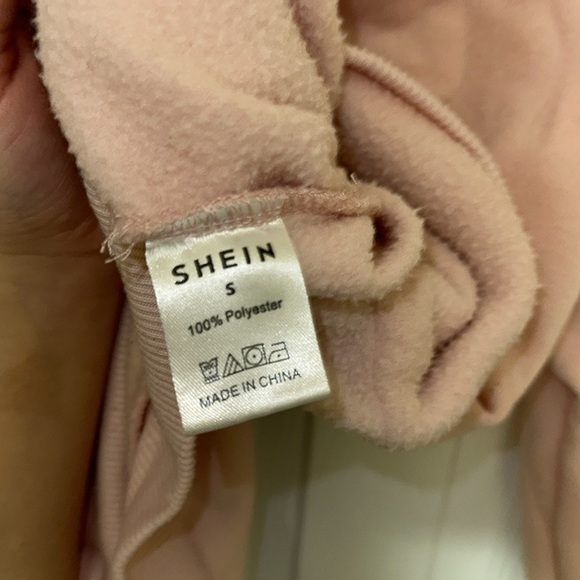 SHEIN
S
100% Polyester
MADE IN CHINA